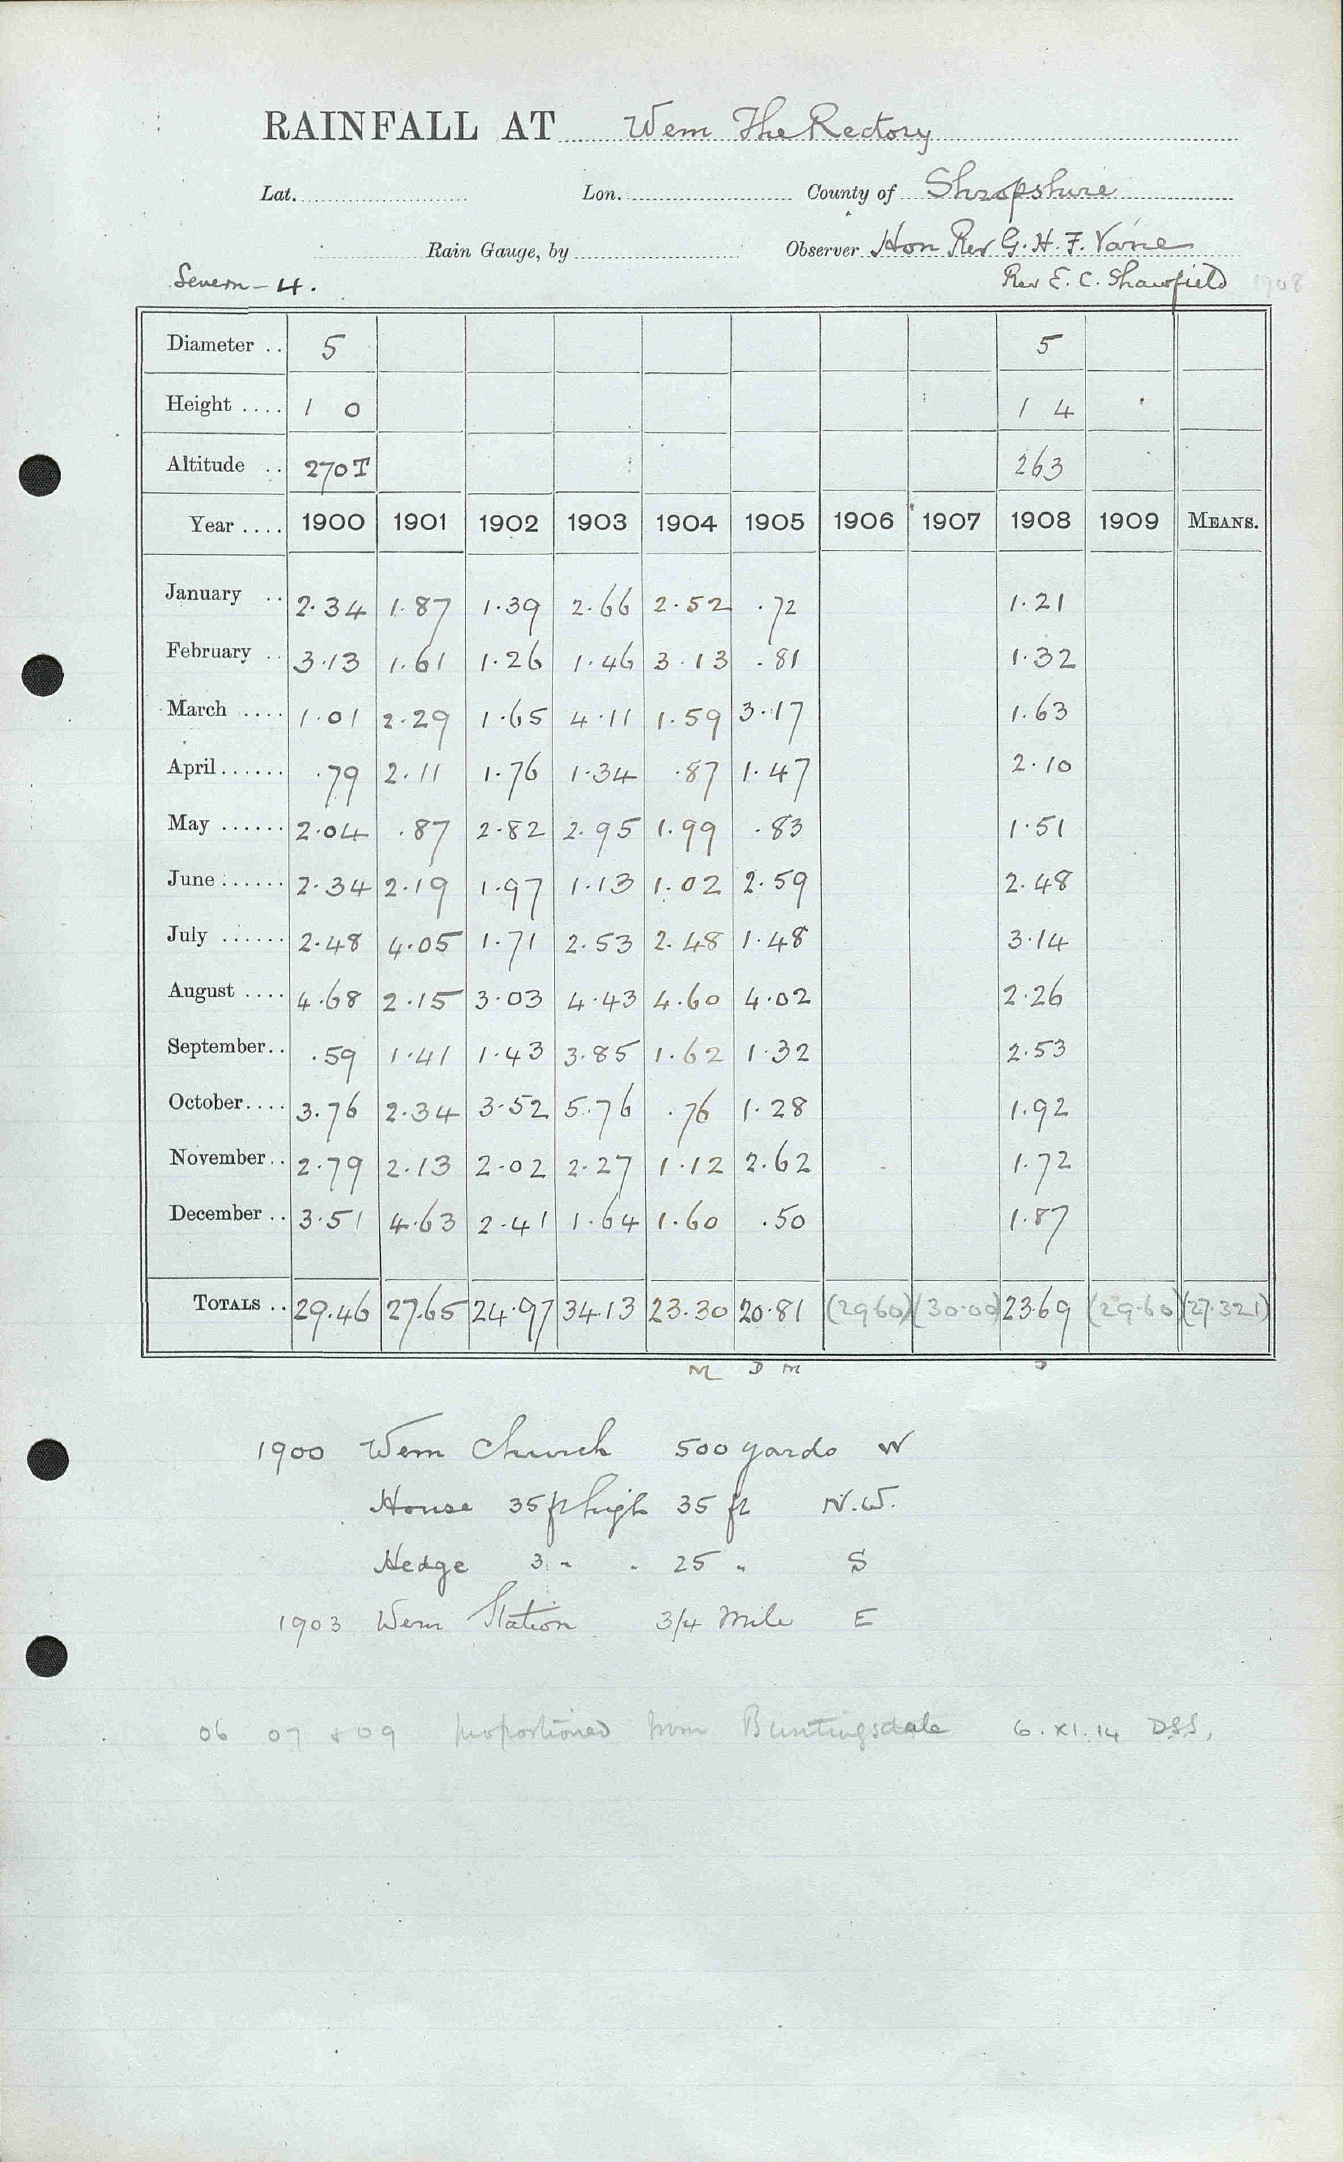 RAINFALL AT Wem The Rectory
Lat. Lon. County of Shropshire
Rain Gauge, by Observer Hon Rev G. H. F. Vane
Severn - 4. Rev E. C. Shawfield 1908
Diameter .. 5 5
Height .... 1 0 1 4
Altitude .. 270 T 263
Year .... 1900 1901 1902 1903 1904 1905 1906 1907 1908 1909 MEANS.
January .. 2.34 1.87 1.39 2.66 2.52 .72 1.21
February .. 3.13 1.61 1.26 1.46 3.13 .81 1.32
March .... 1.01 2.29 1.65 4.11 1.59 3.17 1.63
April ...... .79 2.11 1.76 1.34 .87 1.47 2.10
May ...... 2.04 .87 2.82 2.95 1.99 .83 1.51
June ...... 2.34 2.19 1.97 1.13 1.02 2.59 2.48
July ...... 2.48 4.05 1.71 2.53 2.48 1.48 3.14
August .... 4.68 2.15 3.03 4.43 4.60 4.02 2.26
September.. .59 1.41 1.43 3.85 1.62 1.32 2.53
October.... 3.76 2.34 3.52 5.76 .76 1.28 1.92
November.. 2.79 2.13 2.02 2.27 1.12 2.62 1.72
December .. 3.51 4.63 2.41 1.64 1.60 .50 1.87
TOTALS .. 29.46 27.65 24.97 34.13 23.30 20.81 (29.60) (30.00) 23.69 (29.60) (27.321)
M D M
1900 Wem Church 500 yards W
House 35 ft high 35 ft N.W.
Hedge 3 " " 25 " S
1903 Wem Station 3/4 Mile E
06 07 & 09 proportioned from Buntingsdale 6.XI.14 DSS,